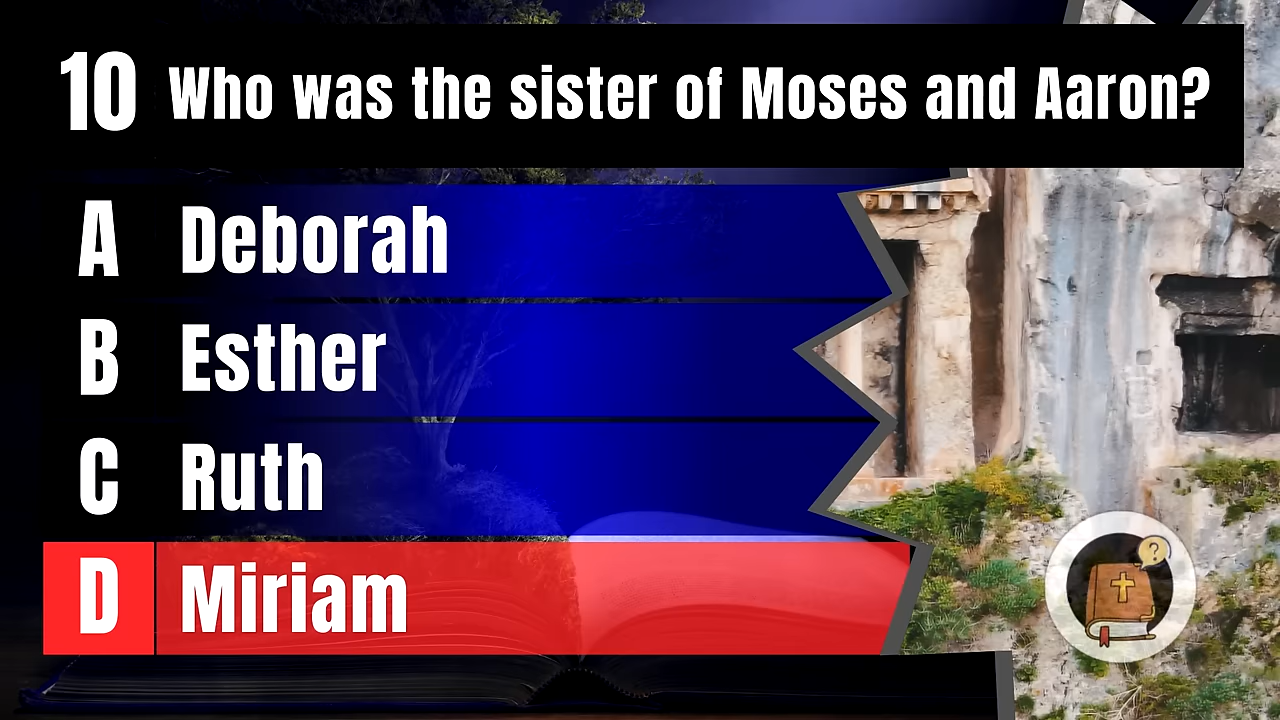 10 Who was the sister of Moses and Aaron?
A Deborah
B Esther
C Ruth
D Miriam
?